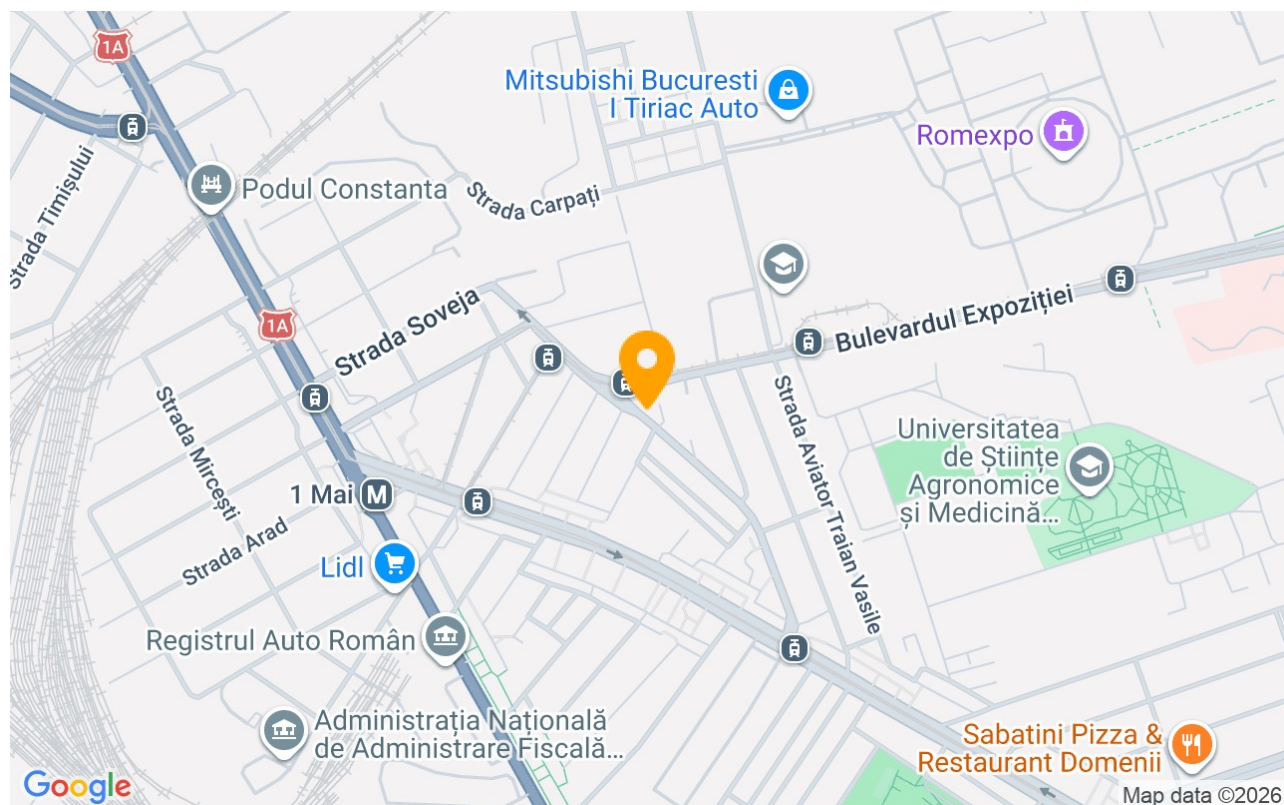 1A
Mitsubishi Bucuresti
I Tiriac Auto
Romexpo
Strada Timișului
Podul Constanta
Strada Carpați
Strada Soveja
1A
Bulevardul Expoziției
Strada Mircești
Strada Aviator Traian Vasile
Universitatea
de Științe
Agronomice
și Medicină...
1 Mai
M
Strada Arad
Lidl
Registrul Auto Român
Administrația Națională
de Administrare Fiscală...
Sabatini Pizza &
Restaurant Domenii
Google
Map data ©2026